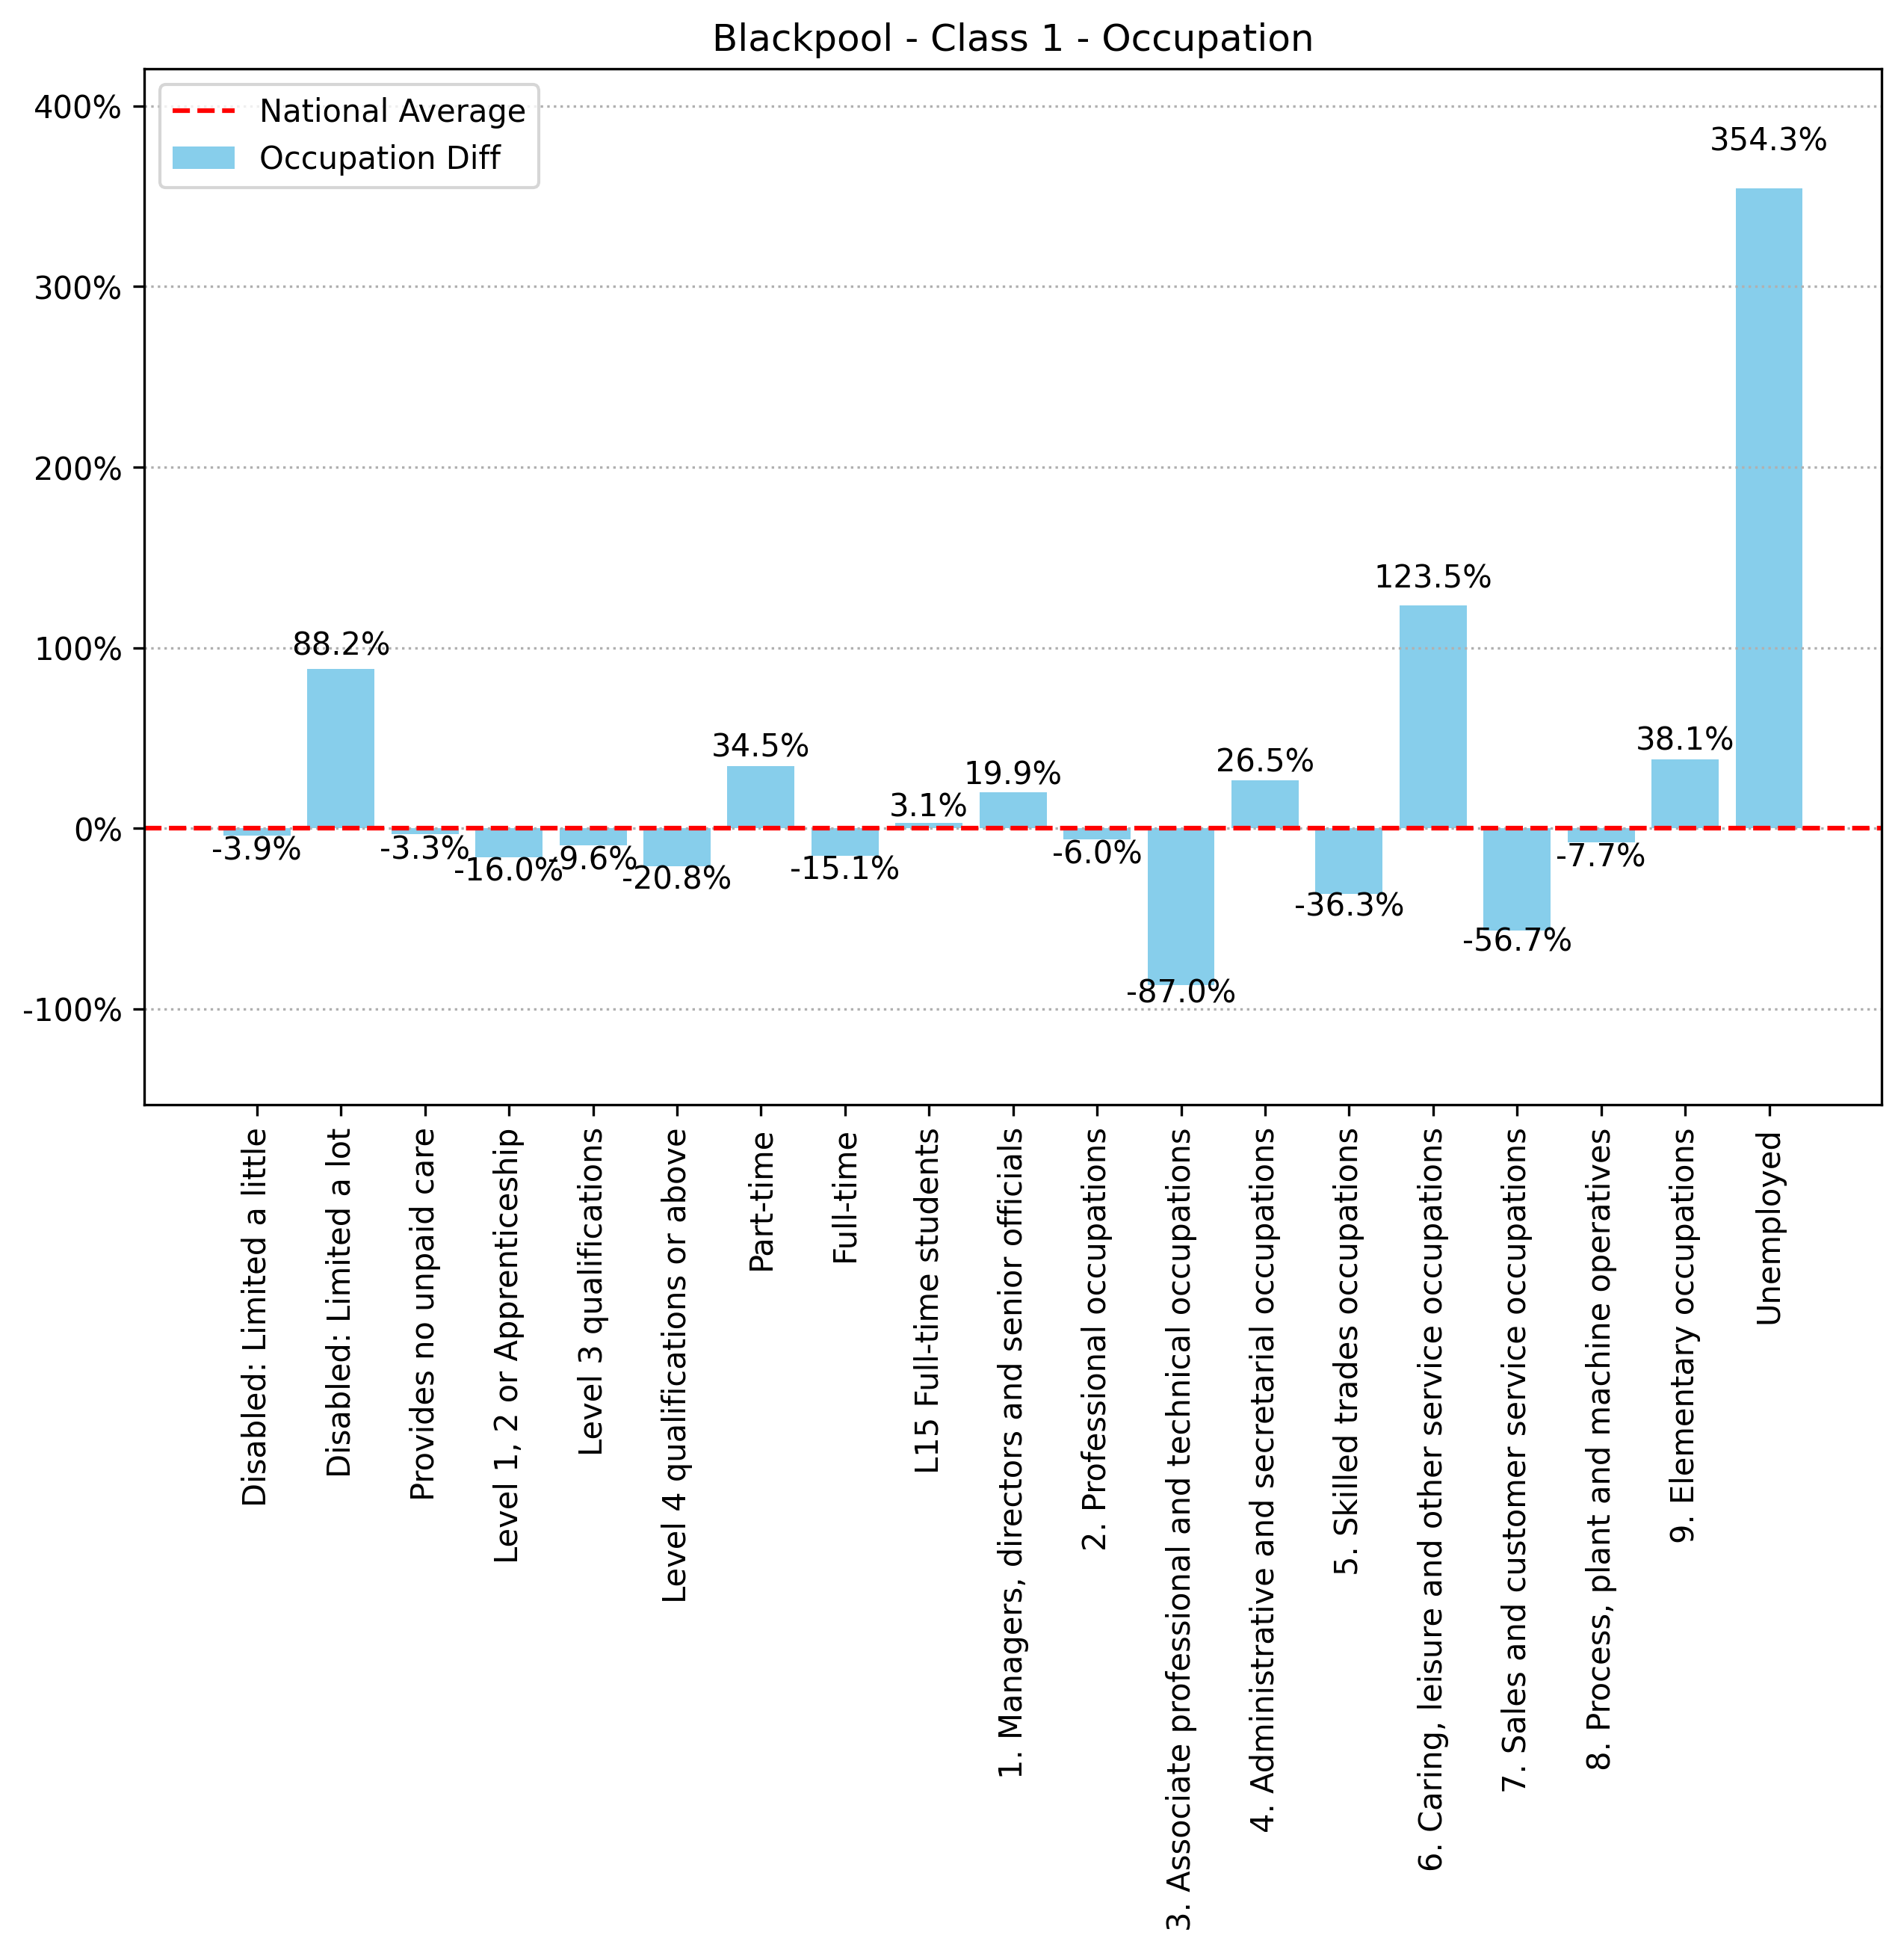 Blackpool - Class 1 - Occupation
National Average
Occupation Diff
400%
300%
200%
100%
0%
-100%
-3.9%
88.2%
-3.3%
-16.0%
-9.6%
-20.8%
34.5%
-15.1%
3.1%
19.9%
-6.0%
-87.0%
26.5%
-36.3%
123.5%
-56.7%
-7.7%
38.1%
354.3%
Disabled: Limited a little
Disabled: Limited a lot
Provides no unpaid care
Level 1, 2 or Apprenticeship
Level 3 qualifications
Level 4 qualifications or above
Part-time
Full-time
L15 Full-time students
1. Managers, directors and senior officials
2. Professional occupations
3. Associate professional and technical occupations
4. Administrative and secretarial occupations
5. Skilled trades occupations
6. Caring, leisure and other service occupations
7. Sales and customer service occupations
8. Process, plant and machine operatives
9. Elementary occupations
Unemployed